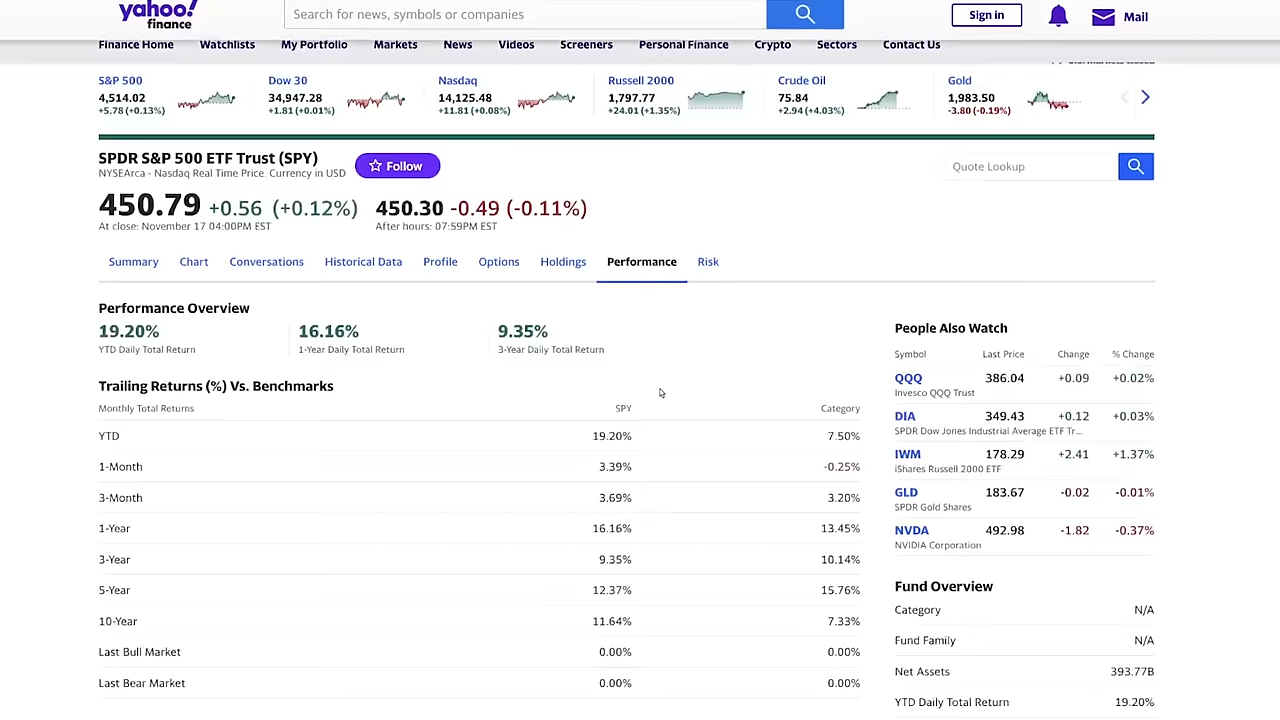 yahoo!
finance
Search for news, symbols or companies
Sign in
Mail
Finance Home Watchlists My Portfolio Markets News Videos Screeners Personal Finance Crypto Sectors Contact Us
S&P 500 Dow 30 Nasdaq Russell 2000 Crude Oil Gold
4,514.02 34,947.28 14,125.48 1,797.77 75.84 1,983.50
+5.78 (+0.13%) +1.81 (+0.01%) +11.81 (+0.08%) +24.01 (+1.35%) +2.94 (+4.03%) -3.80 (-0.19%)
SPDR S&P 500 ETF Trust (SPY)
NYSEArca - Nasdaq Real Time Price. Currency in USD
Follow
Quote Lookup
450.79 +0.56 (+0.12%) 450.30 -0.49 (-0.11%)
At close: November 17 04:00PM EST After hours: 07:59PM EST
Summary Chart Conversations Historical Data Profile Options Holdings Performance Risk
Performance Overview
19.20% 16.16% 9.35%
YTD Daily Total Return 1-Year Daily Total Return 3-Year Daily Total Return
Trailing Returns (%) Vs. Benchmarks
Monthly Total Returns SPY Category
YTD 19.20% 7.50%
1-Month 3.39% -0.25%
3-Month 3.69% 3.20%
1-Year 16.16% 13.45%
3-Year 9.35% 10.14%
5-Year 12.37% 15.76%
10-Year 11.64% 7.33%
Last Bull Market 0.00% 0.00%
Last Bear Market 0.00% 0.00%
People Also Watch
Symbol Last Price Change % Change
QQQ 386.04 +0.09 +0.02%
Invesco QQQ Trust
DIA 349.43 +0.12 +0.03%
SPDR Dow Jones Industrial Average ETF Tr...
IWM 178.29 +2.41 +1.37%
iShares Russell 2000 ETF
GLD 183.67 -0.02 -0.01%
SPDR Gold Shares
NVDA 492.98 -1.82 -0.37%
NVIDIA Corporation
Fund Overview
Category N/A
Fund Family N/A
Net Assets 393.77B
YTD Daily Total Return 19.20%